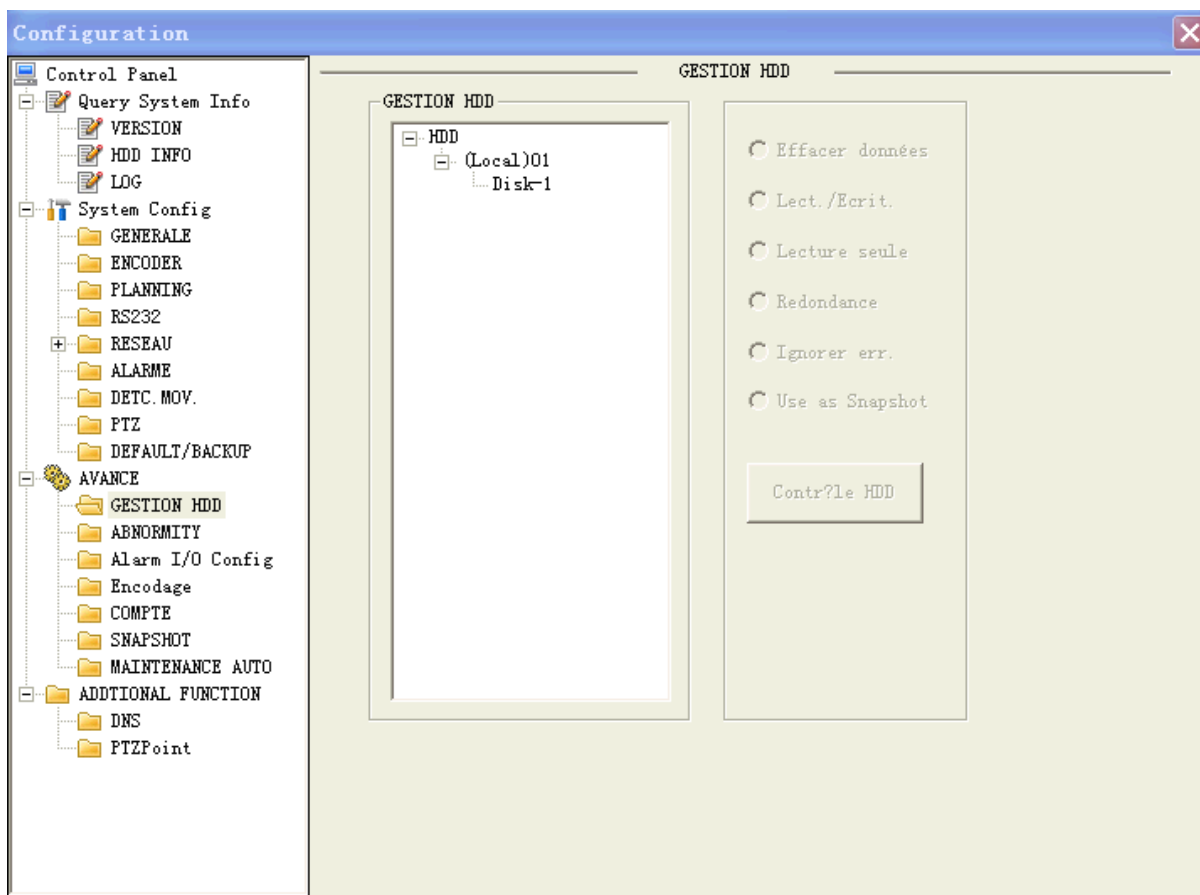 Configuration
Control Panel
Query System Info
VERSION
HDD INFO
LOG
System Config
GENERALE
ENCODER
PLANNING
RS232
RESEAU
ALARME
DETC.MOV.
PTZ
DEFAULT/BACKUP
AVANCE
GESTION HDD
ABNORMITY
Alarm I/O Config
Encodage
COMPTE
SNAPSHOT
MAINTENANCE AUTO
ADDTIONAL FUNCTION
DNS
PTZPoint
GESTION HDD
GESTION HDD
HDD
(Local)01
Disk-1
Effacer données
Lect./Ecrit.
Lecture seule
Redondance
Ignorer err.
Use as Snapshot
Contr?le HDD